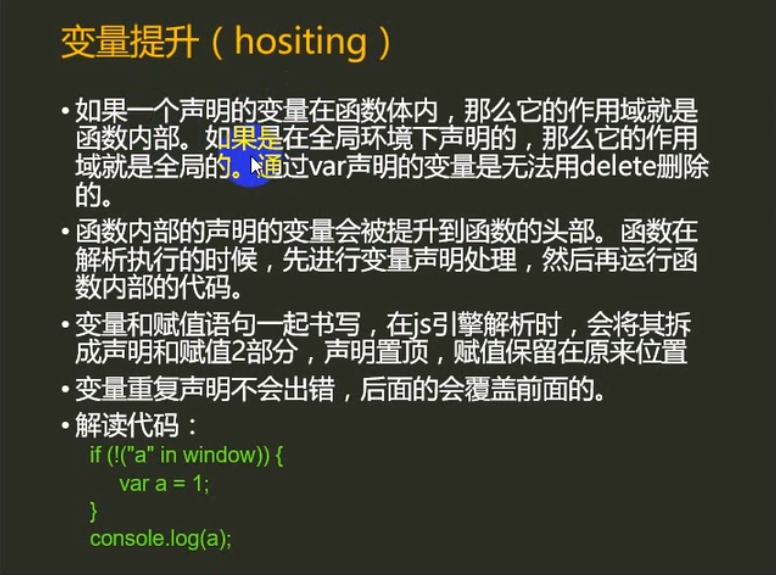 变量提升（hositing）
• 如果一个声明的变量在函数体内，那么它的作用域就是
函数内部。如果是在全局环境下声明的，那么它的作用
域就是全局的。通过var声明的变量是无法用delete删除
的。
• 函数内部的声明的变量会被提升到函数的头部。函数在
解析执行的时候，先进行变量声明处理，然后再运行函
数内部的代码。
• 变量和赋值语句一起书写，在js引擎解析时，会将其拆
成声明和赋值2部分，声明置顶，赋值保留在原来位置
• 变量重复声明不会出错，后面的会覆盖前面的。
• 解读代码：
if (!("a" in window)) {
var a = 1;
}
console.log(a);